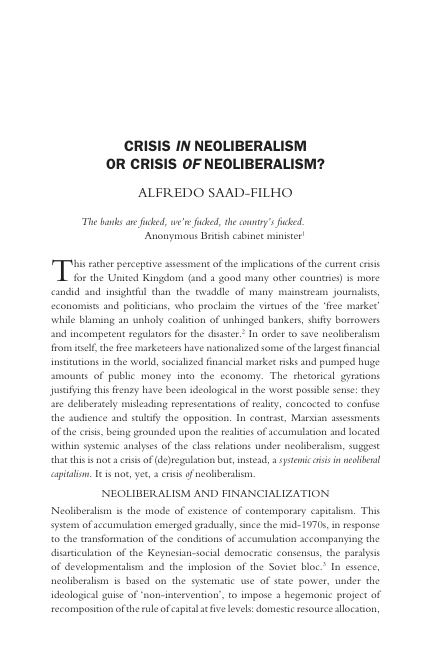 CRISIS IN NEOLIBERALISM
OR CRISIS OF NEOLIBERALISM?
ALFREDO SAAD-FILHO
The banks are fucked, we're fucked, the country's fucked.
Anonymous British cabinet minister¹
This rather perceptive assessment of the implications of the current crisis
for the United Kingdom (and a good many other countries) is more
candid and insightful than the twaddle of many mainstream journalists,
economists and politicians, who proclaim the virtues of the 'free market'
while blaming an unholy coalition of unhinged bankers, shifty borrowers
and incompetent regulators for the disaster.² In order to save neoliberalism
from itself, the free marketeers have nationalized some of the largest financial
institutions in the world, socialized financial market risks and pumped huge
amounts of public money into the economy. The rhetorical gyrations
justifying this frenzy have been ideological in the worst possible sense: they
are deliberately misleading representations of reality, concocted to confuse
the audience and stultify the opposition. In contrast, Marxian assessments
of the crisis, being grounded upon the realities of accumulation and located
within systemic analyses of the class relations under neoliberalism, suggest
that this is not a crisis of (de)regulation but, instead, a systemic crisis in neoliberal
capitalism. It is not, yet, a crisis of neoliberalism.
NEOLIBERALISM AND FINANCIALIZATION
Neoliberalism is the mode of existence of contemporary capitalism. This
system of accumulation emerged gradually, since the mid-1970s, in response
to the transformation of the conditions of accumulation accompanying the
disarticulation of the Keynesian-social democratic consensus, the paralysis
of developmentalism and the implosion of the Soviet bloc.³ In essence,
neoliberalism is based on the systematic use of state power, under the
ideological guise of 'non-intervention', to impose a hegemonic project of
recomposition of the rule of capital at five levels: domestic resource allocation,